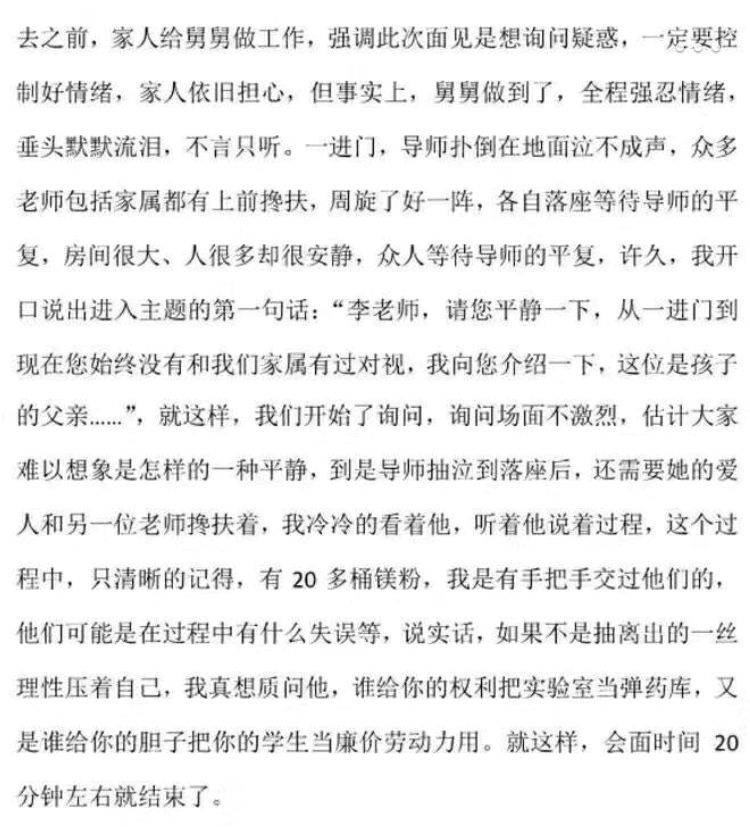 去之前，家人给舅舅做工作，强调此次面见是想询问疑惑，一定要控
制好情绪，家人依旧担心，但事实上，舅舅做到了，全程强忍情绪，
垂头默默流泪，不言只听。一进门，导师扑倒在地面泣不成声，众多
老师包括家属都有上前搀扶，周旋了好一阵，各自落座等待导师的平
复，房间很大、人很多却很安静，众人等待导师的平复，许久，我开
口说出进入主题的第一句话：“李老师，请您平静一下，从一进门到
现在您始终没有和我们家属有过对视，我向您介绍一下，这位是孩子
的父亲……”，就这样，我们开始了询问，询问场面不激烈，估计大家
难以想象是怎样的一种平静，到是导师抽泣到落座后，还需要她的爱
人和另一位老师搀扶着，我冷冷的看着他，听着他说着过程，这个过
程中，只清晰的记得，有 20 多桶镁粉，我是有手把手交过他们的，
他们可能是在过程中有什么失误等，说实话，如果不是抽离出的一丝
理性压着自己，我真想质问他，谁给你的权利把实验室当弹药库，又
是谁给你的胆子把你的学生当廉价劳动力用。就这样，会面时间 20
分钟左右就结束了。